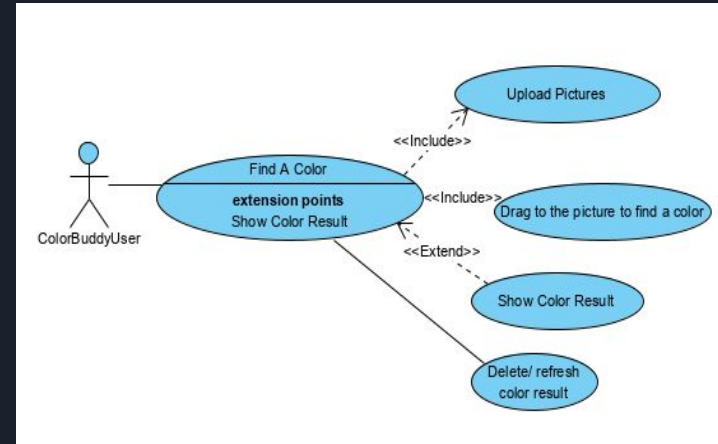 Upload Pictures
<<Include>>
Find A Color
extension points
Show Color Result
<<Include>>
Drag to the picture to find a color
ColorBuddyUser
<<Extend>>
Show Color Result
Delete/ refresh
color result